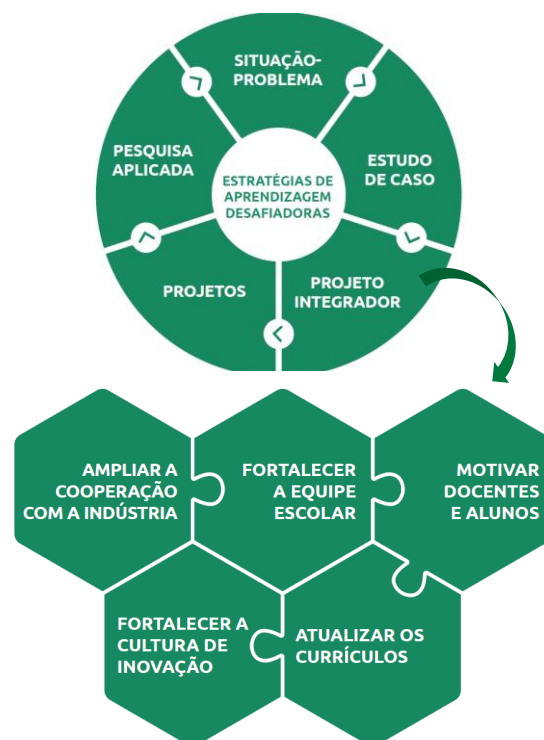 SITUAÇÃO-
PROBLEMA
PESQUISA
APLICADA
ESTUDO
DE CASO
ESTRATÉGIAS DE
APRENDIZAGEM
DESAFIADORAS
PROJETOS
PROJETO
INTEGRADOR
AMPLIAR A
COOPERAÇÃO
COM A INDÚSTRIA
FORTALECER
A EQUIPE
ESCOLAR
MOTIVAR
DOCENTES
E ALUNOS
FORTALECER A
CULTURA DE
INOVAÇÃO
ATUALIZAR OS
CURRÍCULOS